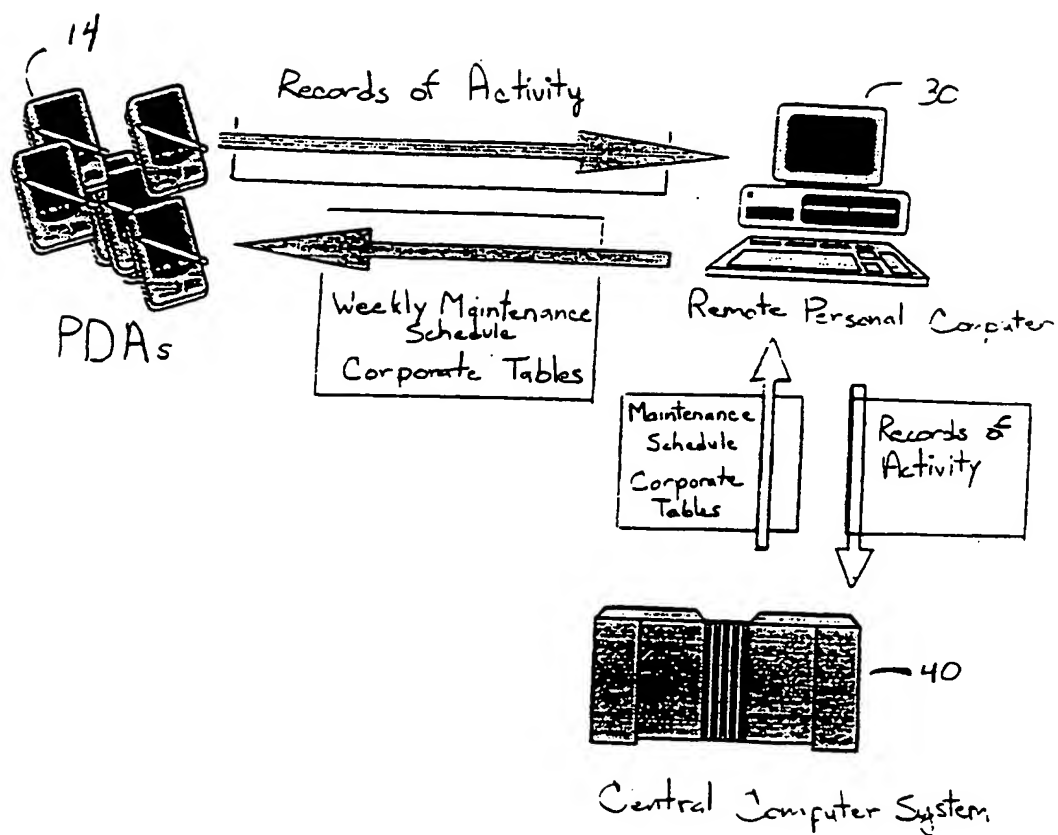 14
Records of Activity
30
Weekly Maintenance
Schedule
Corporate Tables
PDAs
Remote Personal Computer
Maintenance
Schedule
Corporate
Tables
Records of
Activity
40
Central Computer System